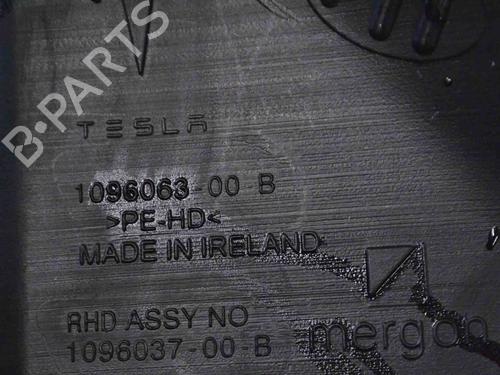 TESLA
1096063-00 B
>PE-HD<
MADE IN IRELAND
RHD ASSY NO
1096037-00-B
mergon
B-PARTS